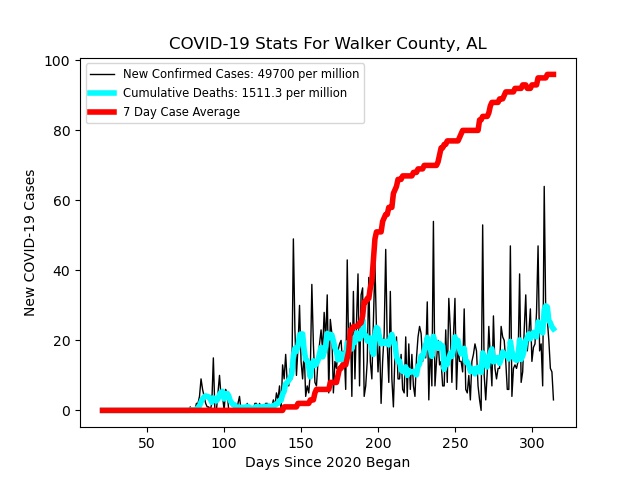 COVID-19 Stats For Walker County, AL
New Confirmed Cases: 49700 per million
Cumulative Deaths: 1511.3 per million
7 Day Case Average
100
80
60
40
20
0
New COVID-19 Cases
50 100 150 200 250 300
Days Since 2020 Began